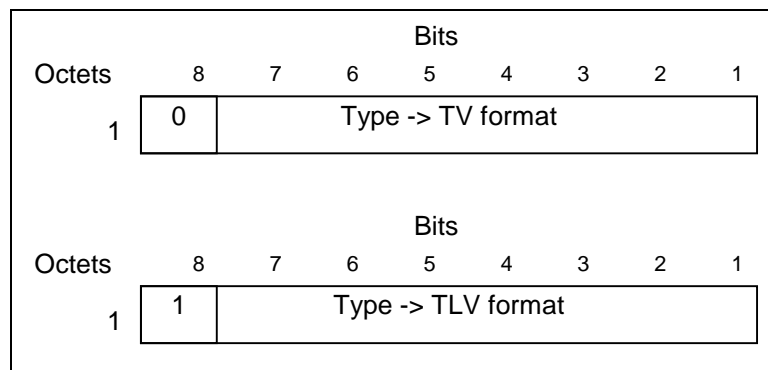 Bits
Octets 8 7 6 5 4 3 2 1
1 0 Type -> TV format
Bits
Octets 8 7 6 5 4 3 2 1
1 1 Type -> TLV format